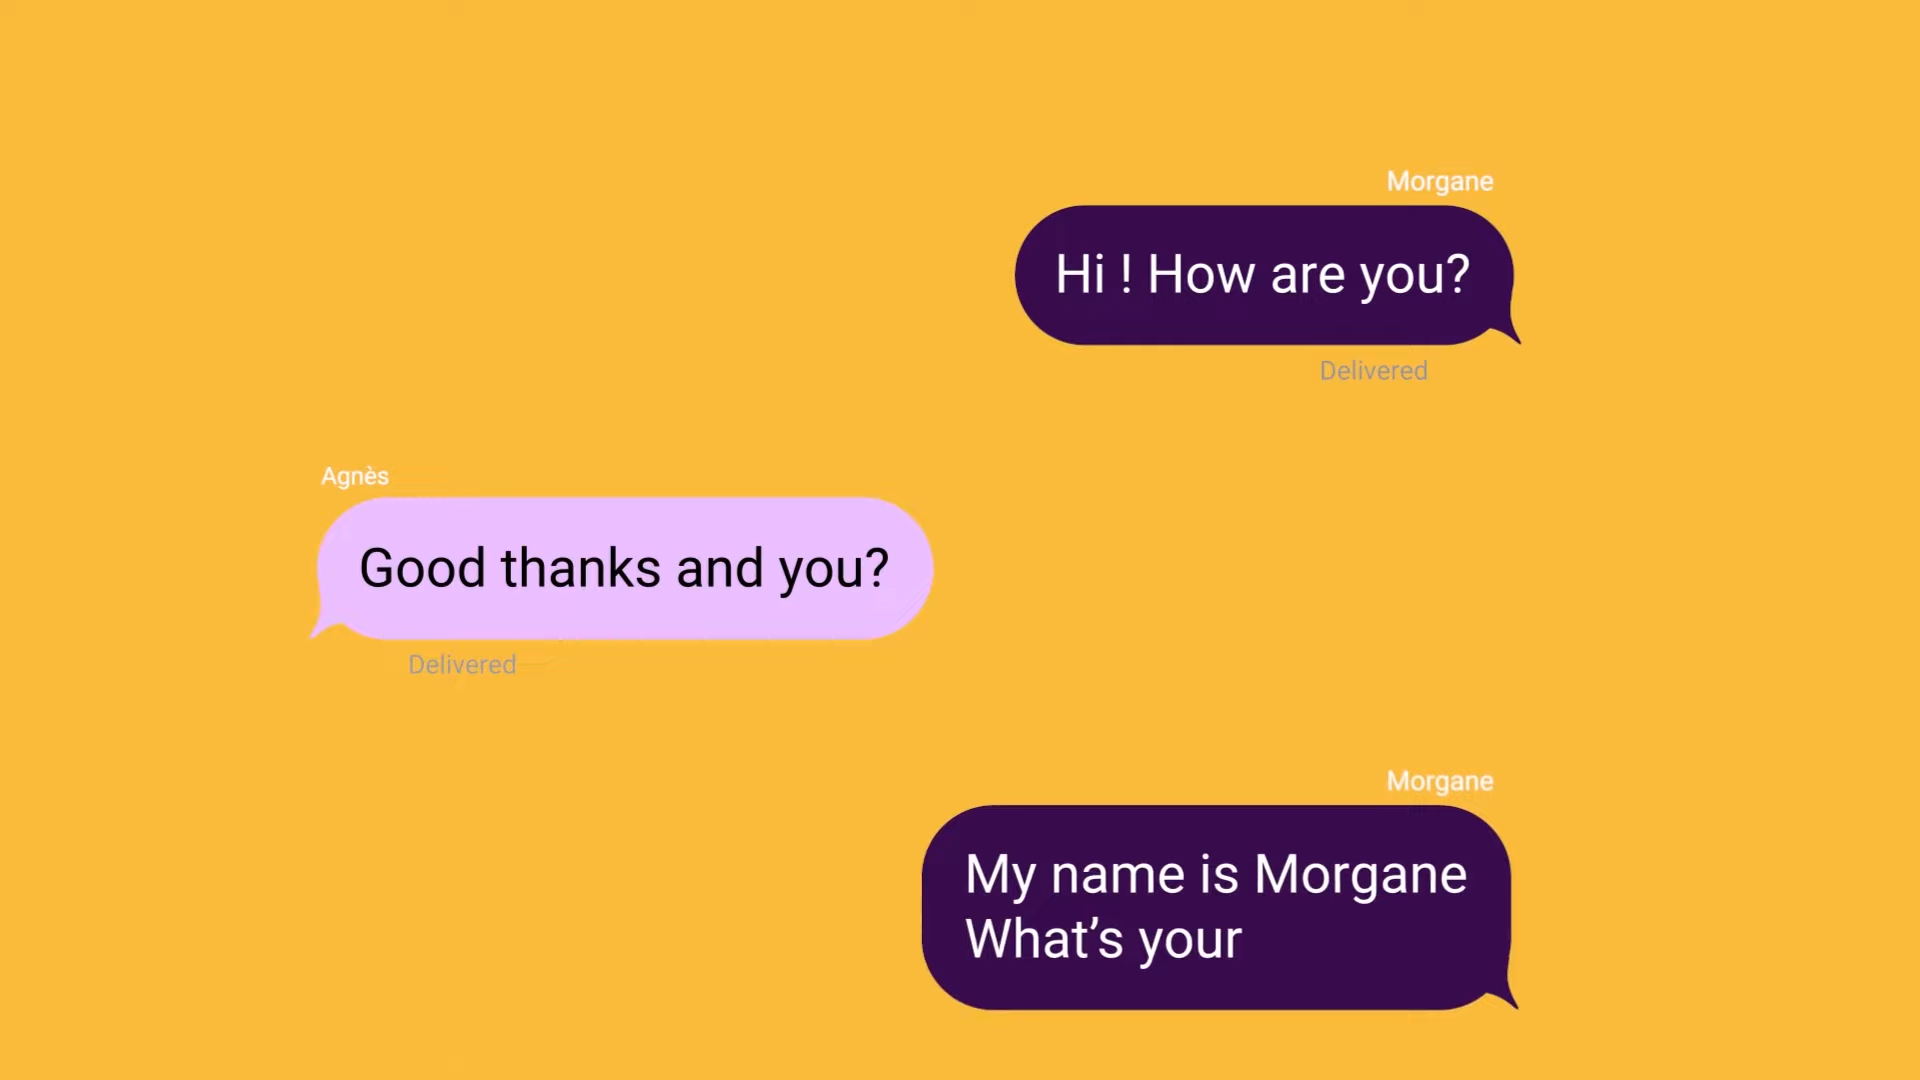 Morgane
Hi ! How are you?
Delivered
Agnès
Good thanks and you?
Delivered
Morgane
My name is Morgane
What’s your